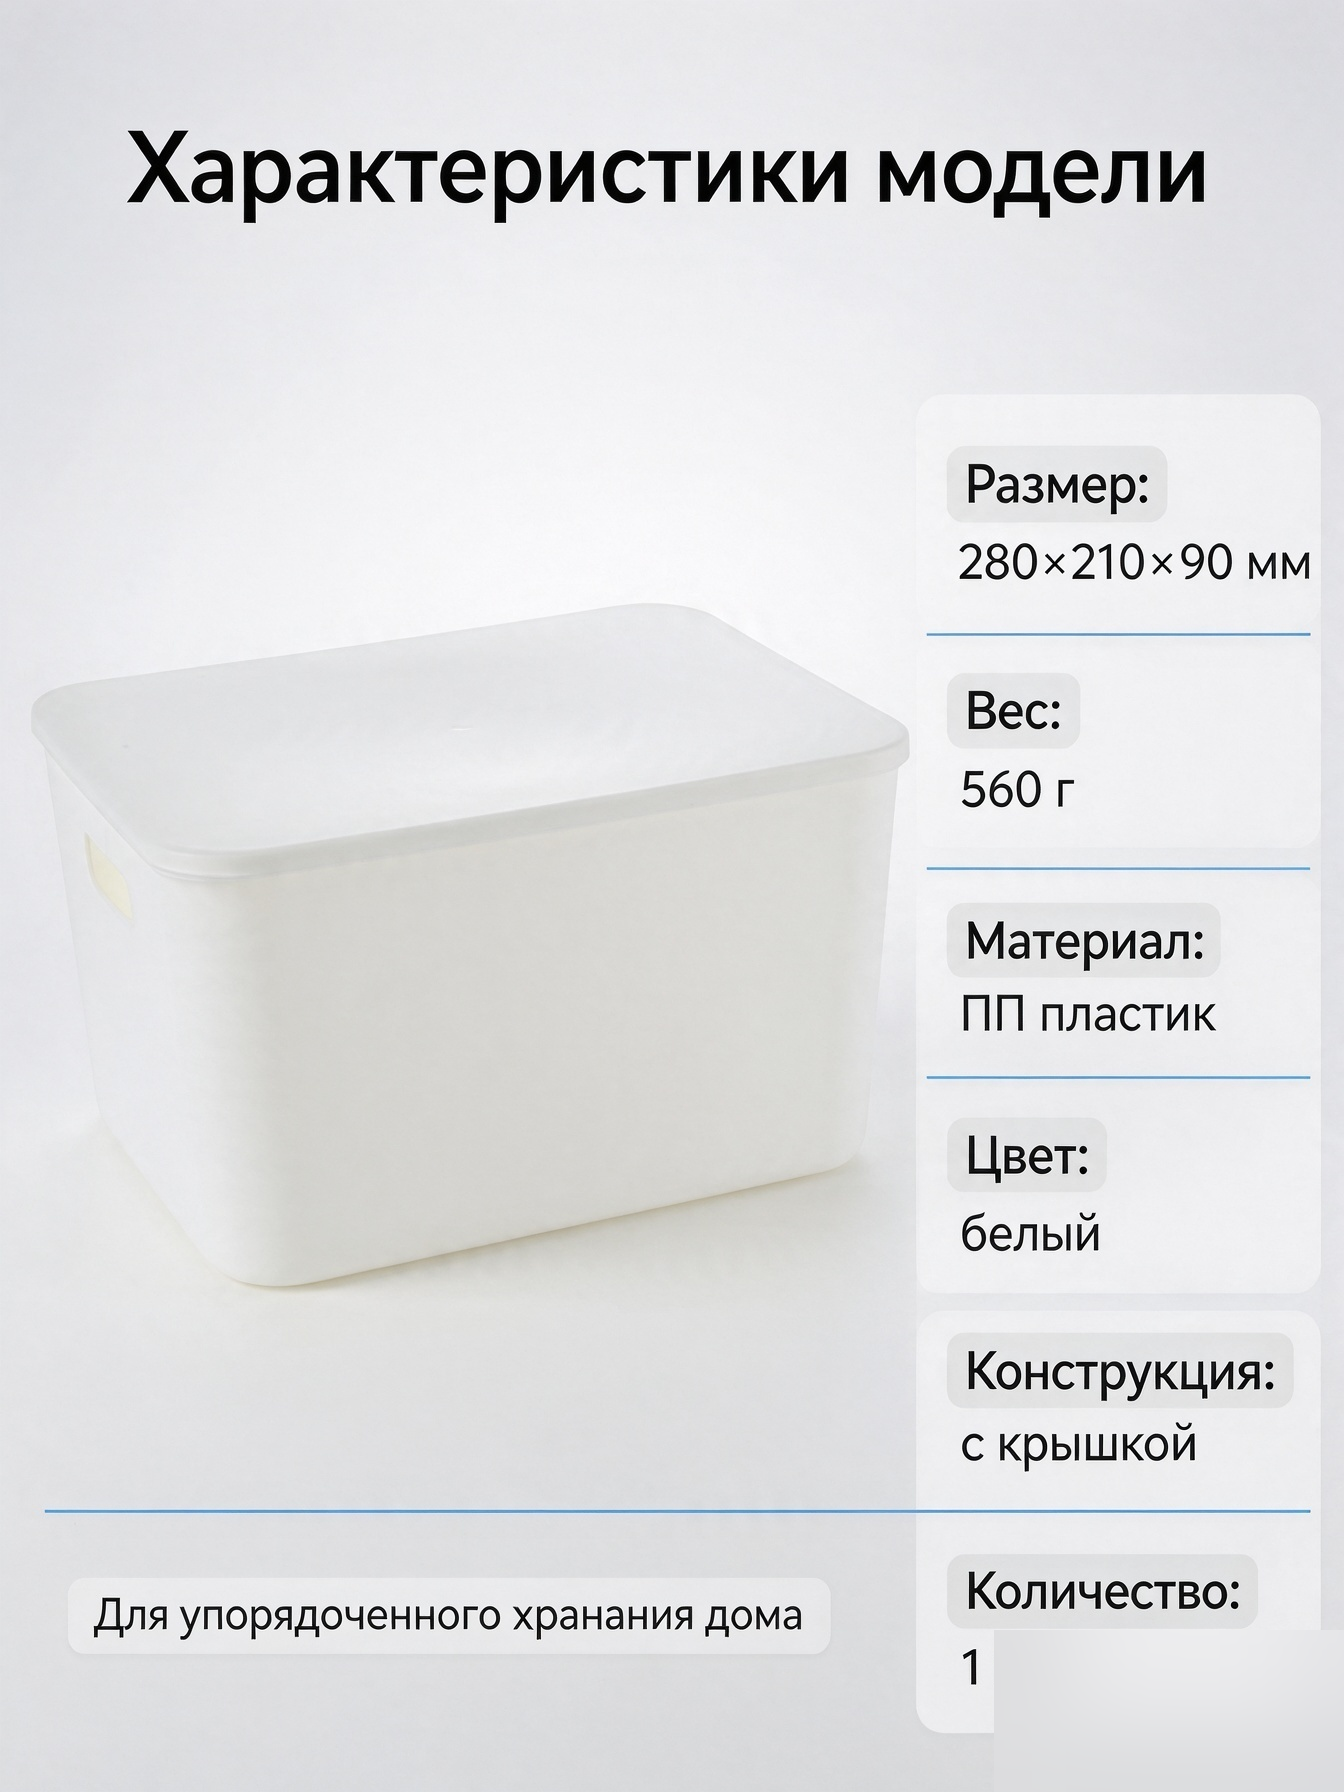 Характеристики модели
Размер:
280×210×90 мм
Вес:
560 г
Материал:
ПП пластик
Цвет:
белый
Конструкция:
с крышкой
Количество:
1
Для упорядоченного хранания дома